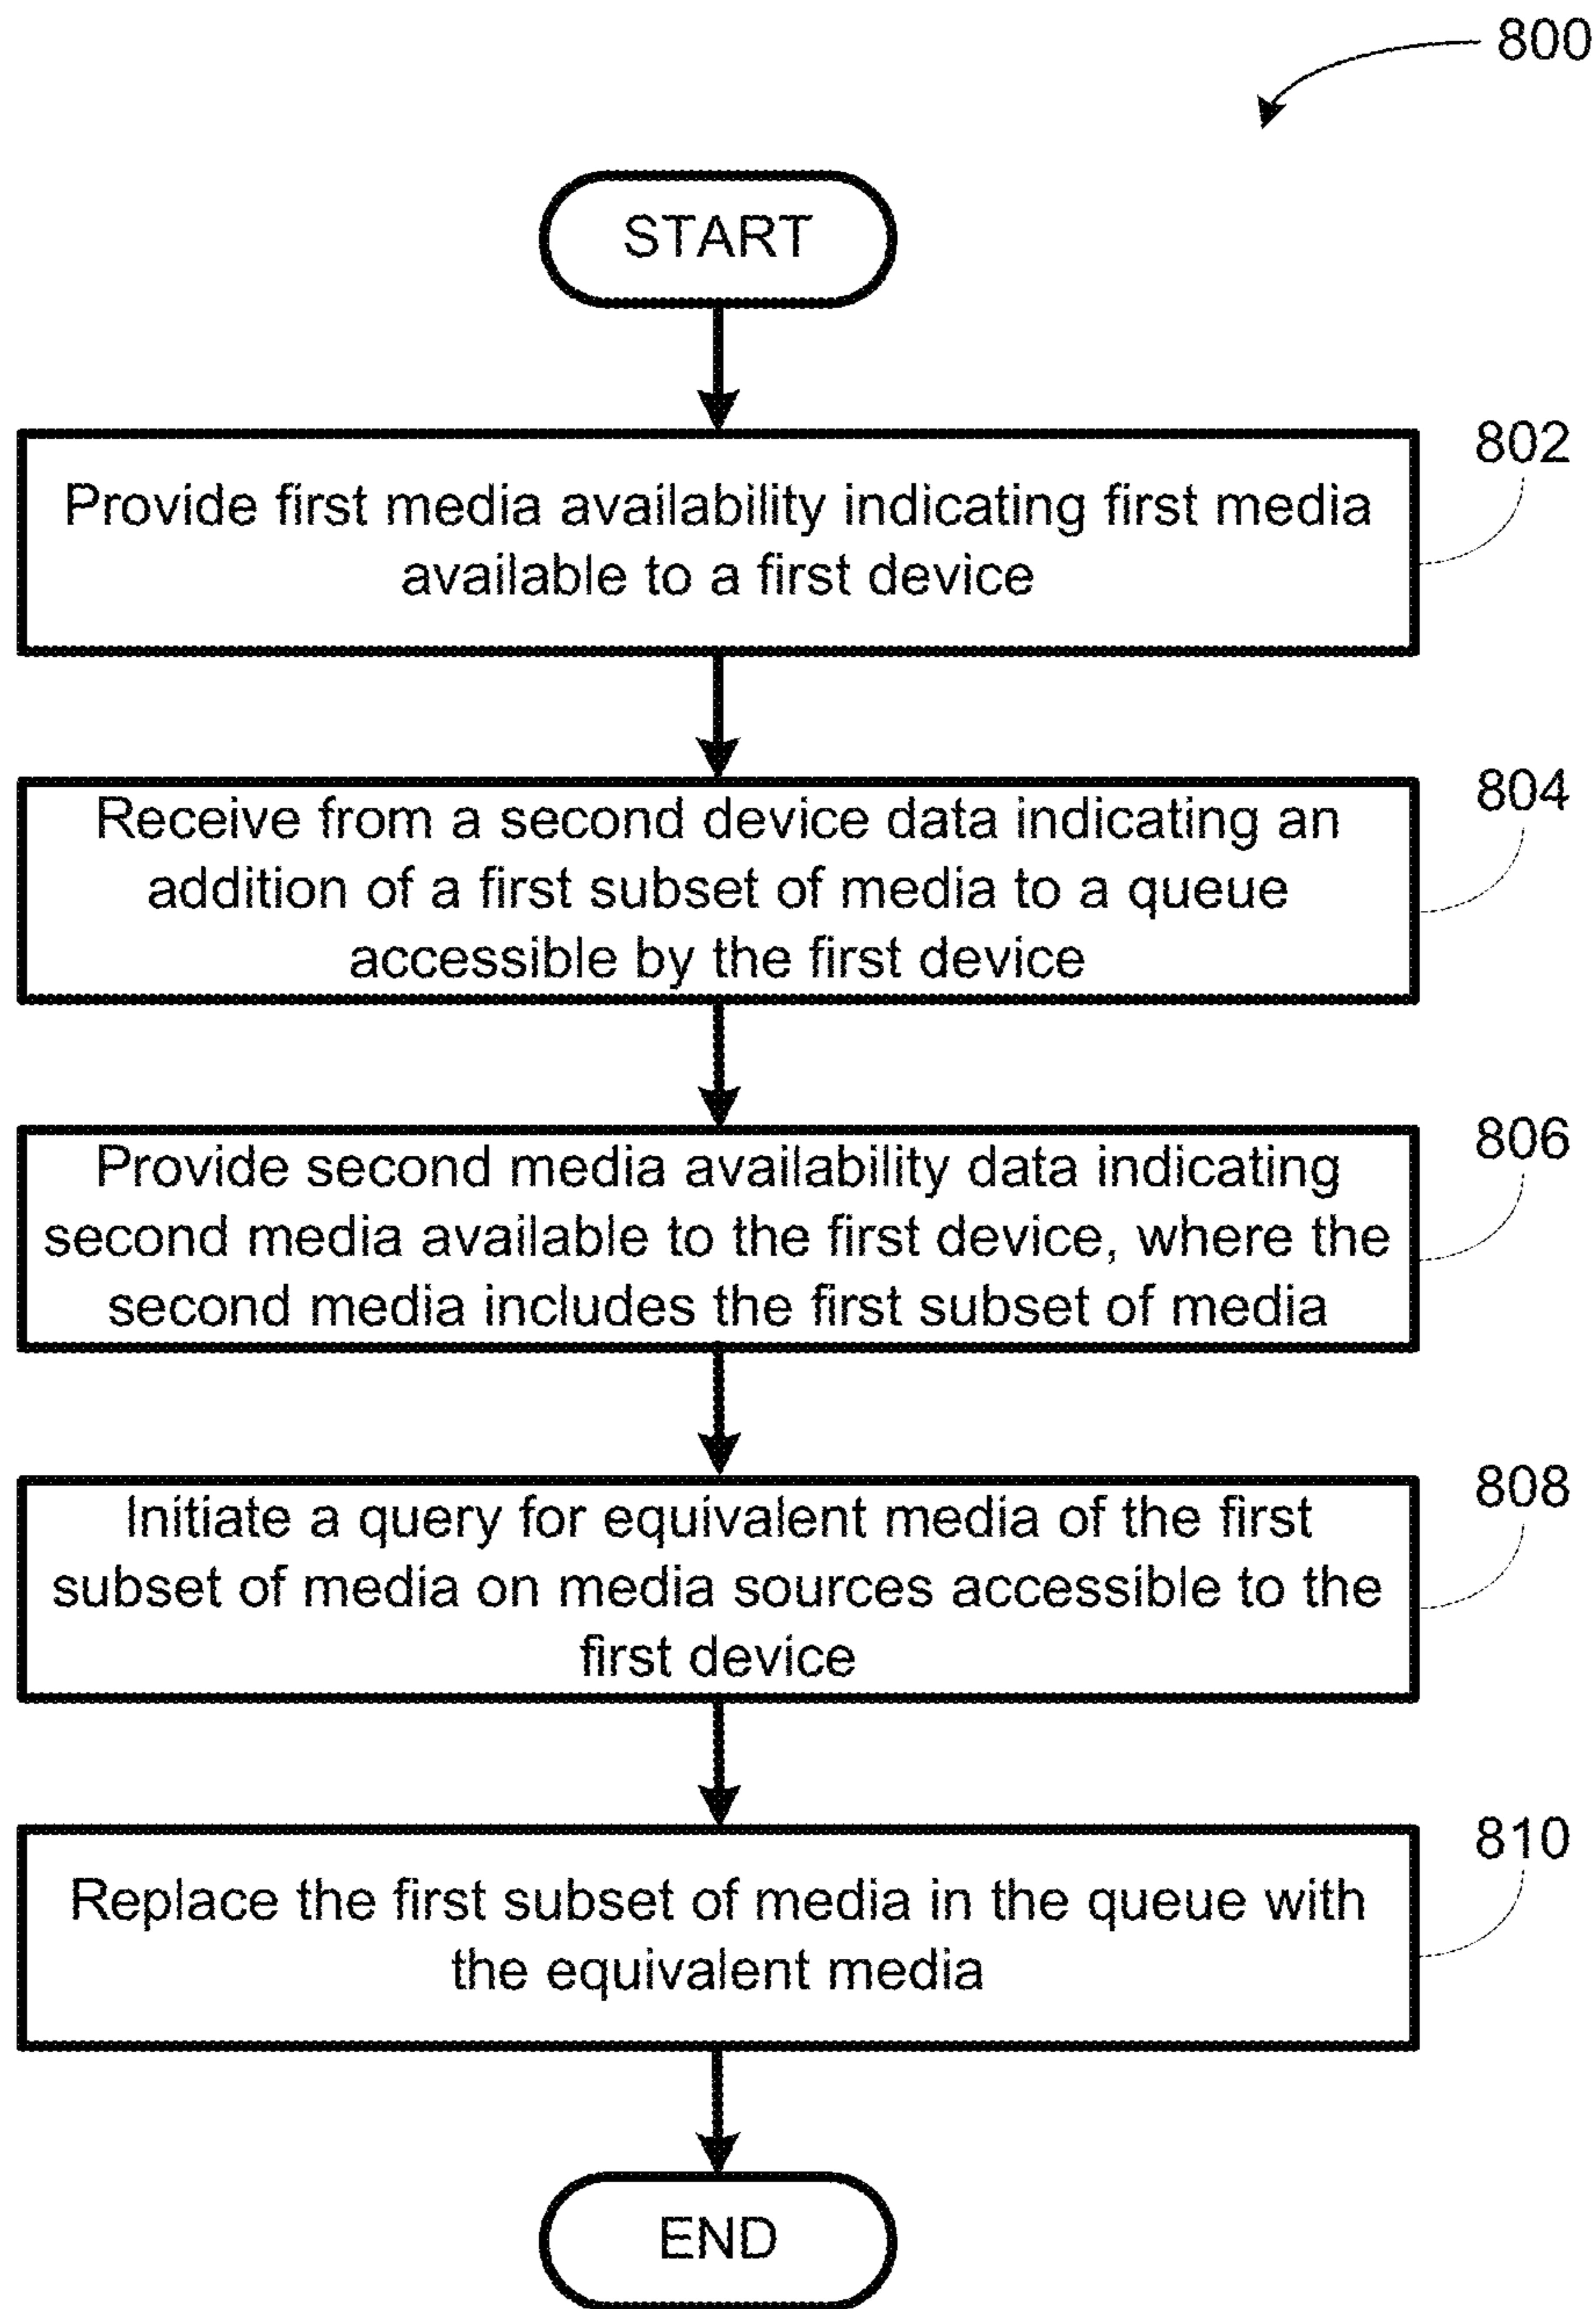 800
START
802
Provide first media availability indicating first media
available to a first device
804
Receive from a second device data indicating an
addition of a first subset of media to a queue
accessible by the first device
806
Provide second media availability data indicating
second media available to the first device, where the
second media includes the first subset of media
808
Initiate a query for equivalent media of the first
subset of media on media sources accessible to the
first device
810
Replace the first subset of media in the queue with
the equivalent media
END